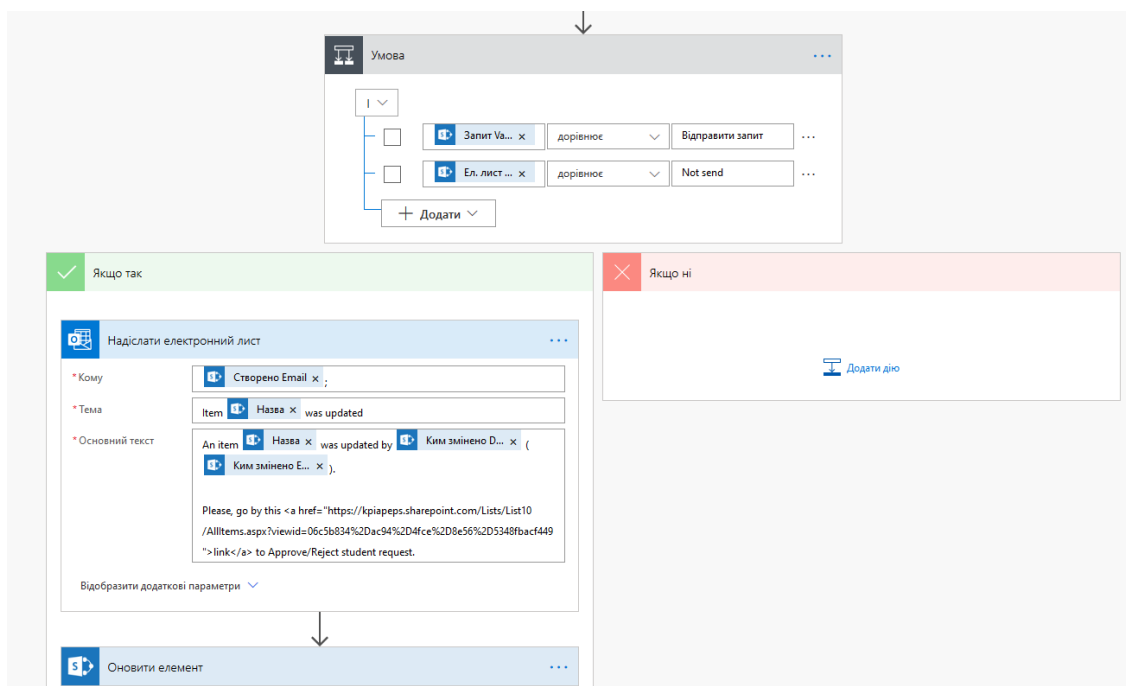 Умова
І
Запит Va... × дорівнює Відправити запит
Ел. лист ... × дорівнює Not send
Додати
Якщо так
Якщо ні
Надіслати електронний лист
Додати дію
*Кому Створено Email × ;
*Тема Item Назва × was updated
*Основний текст An item Назва × was updated by Ким змінено D... × (
Ким змінено E... × ).
Please, go by this <a href="https://kpiapeps.sharepoint.com/Lists/List10
/AllItems.aspx?viewid=06c5b834%2Dac94%2D4fce%2D8e56%2D5348fbacf449
">link</a> to Approve/Reject student request.
Відобразити додаткові параметри
Оновити елемент